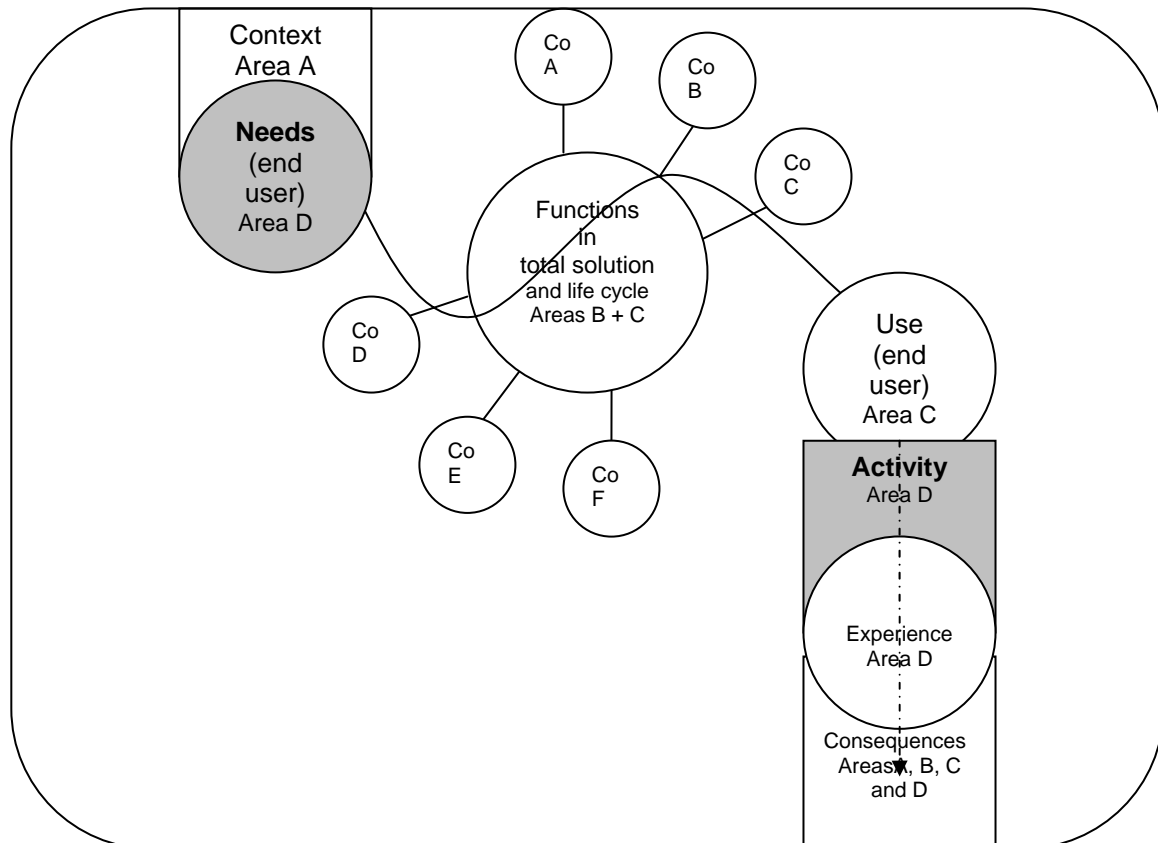 Context
Area A
Needs
(end
user)
Area D
Co
A
Co
B
Co
C
Functions
in
total solution
and life cycle
Areas B + C
Co
D
Co
E
Co
F
Use
(end
user)
Area C
Activity
Area D
Experience
Area D
Consequences
Areas A, B, C
and D